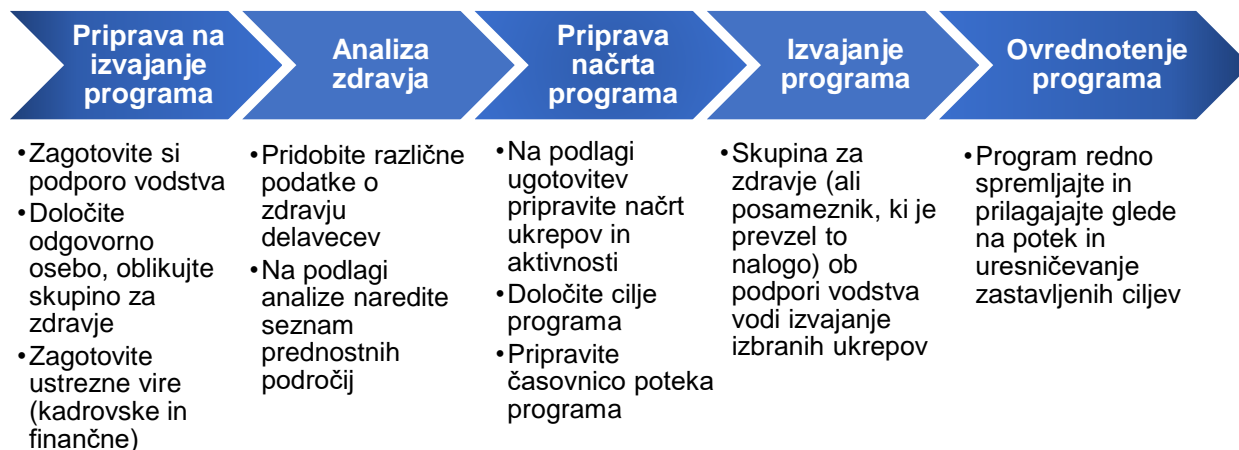 Priprava na
izvajanje
programa
Analiza
zdravja
Priprava
načrta
programa
Izvajanje
programa
Ovrednotenje
programa
•Zagotovite si
podporo vodstva
•Določite
odgovorno
osebo, oblikujte
skupino za
zdravje
•Zagotovite
ustrezne vire
(kadrovske in
finančne)
•Pridobite različne
podatke o
zdravju
delavecev
•Na podlagi
analize naredite
seznam
prednostnih
področij
•Na podlagi
ugotovitev
pripravite načrt
ukrepov in
aktivnosti
•Določite cilje
programa
•Pripravite
časovnico poteka
programa
•Skupina za
zdravje (ali
posameznik, ki je
prevzel to
nalogo) ob
podpori vodstva
vodi izvajanje
izbranih ukrepov
•Program redno
spremljajte in
prilagajajte glede
na potek in
uresničevanje
zastavljenih ciljev